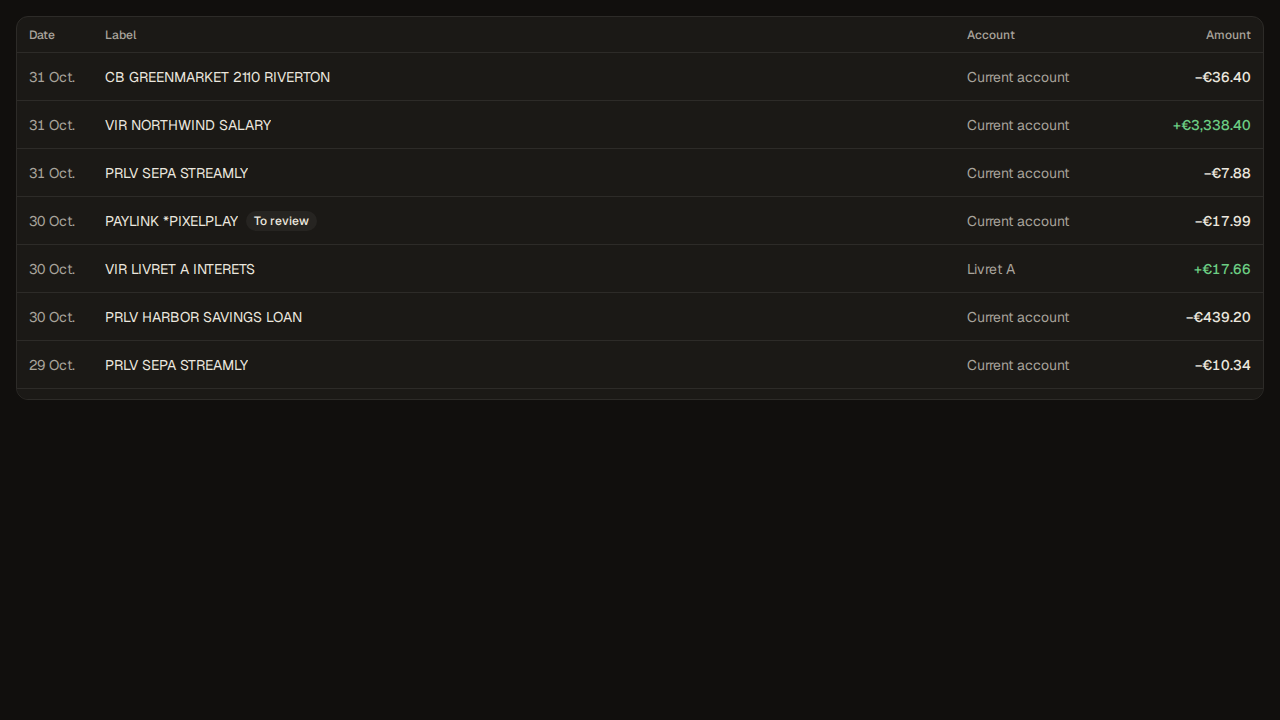 Date Label Account Amount
31 Oct. CB GREENMARKET 2110 RIVERTON Current account −€36.40
31 Oct. VIR NORTHWIND SALARY Current account +€3,338.40
31 Oct. PRLV SEPA STREAMLY Current account −€7.88
30 Oct. PAYLINK *PIXELPLAY To review Current account −€17.99
30 Oct. VIR LIVRET A INTERETS Livret A +€17.66
30 Oct. PRLV HARBOR SAVINGS LOAN Current account −€439.20
29 Oct. PRLV SEPA STREAMLY Current account −€10.34